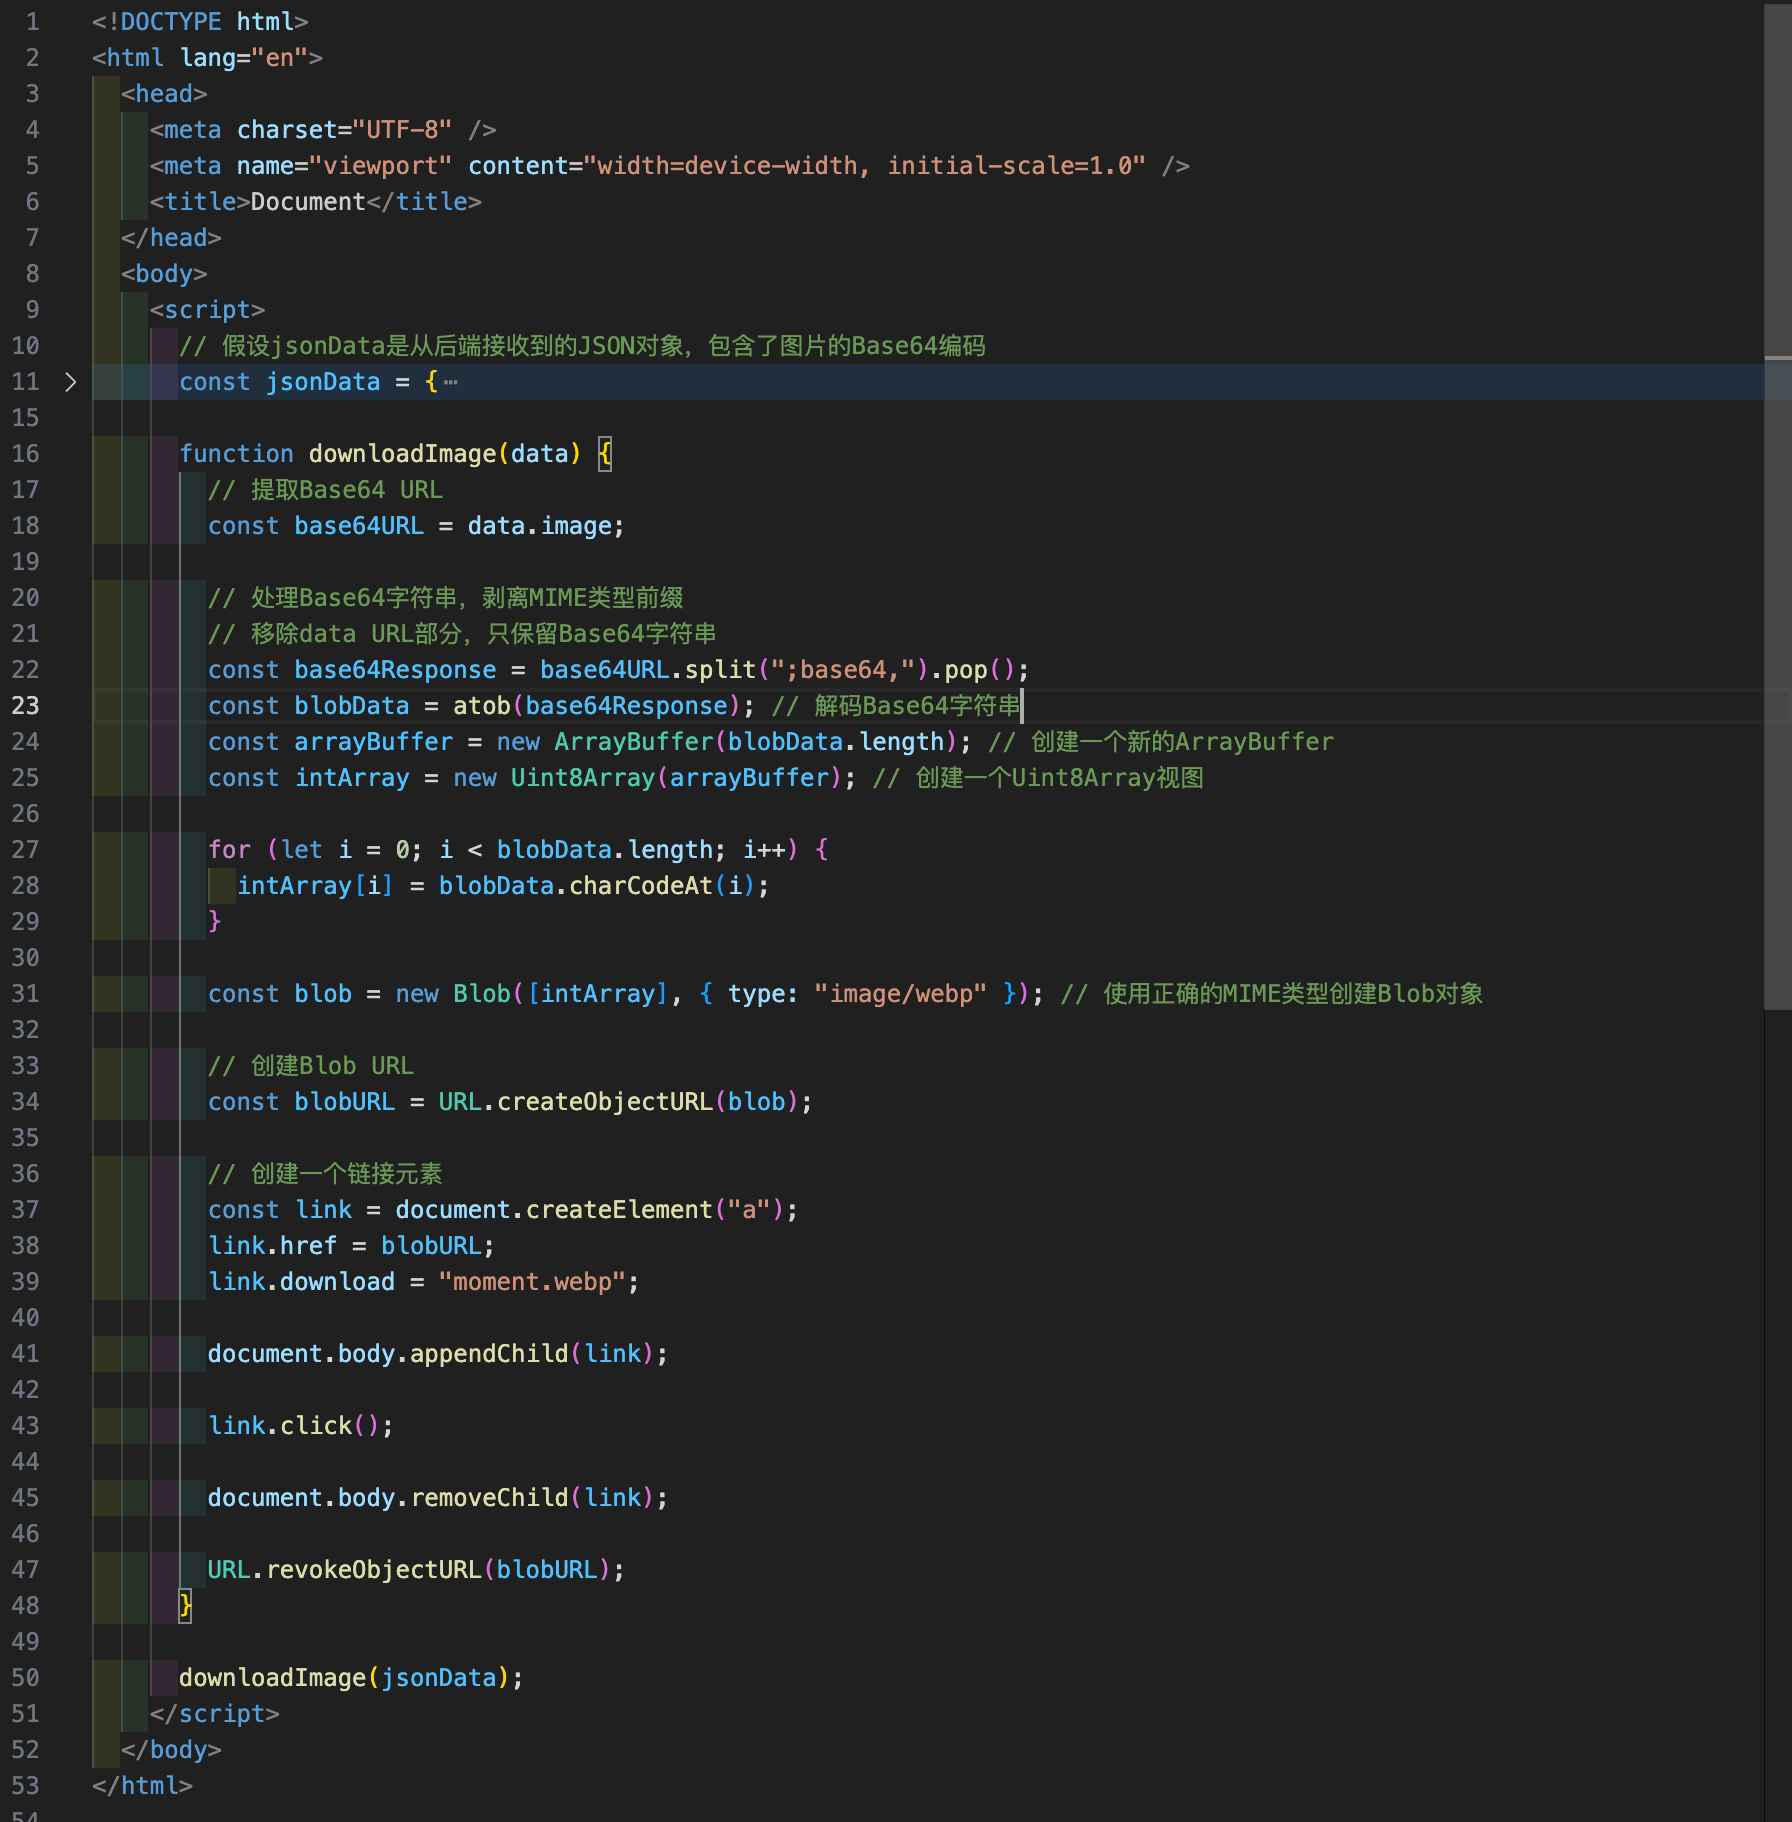 1 <!DOCTYPE html>
2 <html lang="en">
3 <head>
4 <meta charset="UTF-8" />
5 <meta name="viewport" content="width=device-width, initial-scale=1.0" />
6 <title>Document</title>
7 </head>
8 <body>
9 <script>
10 // 假设jsonData是从后端接收到的JSON对象，包含了图片的Base64编码
11 const jsonData = {⋯
15
16 function downloadImage(data) {
17 // 提取Base64 URL
18 const base64URL = data.image;
19
20 // 处理Base64字符串，剥离MIME类型前缀
21 // 移除data URL部分，只保留Base64字符串
22 const base64Response = base64URL.split(";base64,").pop();
23 const blobData = atob(base64Response); // 解码Base64字符串
24 const arrayBuffer = new ArrayBuffer(blobData.length); // 创建一个新的ArrayBuffer
25 const intArray = new Uint8Array(arrayBuffer); // 创建一个Uint8Array视图
26
27 for (let i = 0; i < blobData.length; i++) {
28 intArray[i] = blobData.charCodeAt(i);
29 }
30
31 const blob = new Blob([intArray], { type: "image/webp" }); // 使用正确的MIME类型创建Blob对象
32
33 // 创建Blob URL
34 const blobURL = URL.createObjectURL(blob);
35
36 // 创建一个链接元素
37 const link = document.createElement("a");
38 link.href = blobURL;
39 link.download = "moment.webp";
40
41 document.body.appendChild(link);
42
43 link.click();
44
45 document.body.removeChild(link);
46
47 URL.revokeObjectURL(blobURL);
48 }
49
50 downloadImage(jsonData);
51 </script>
52 </body>
53 </html>
54